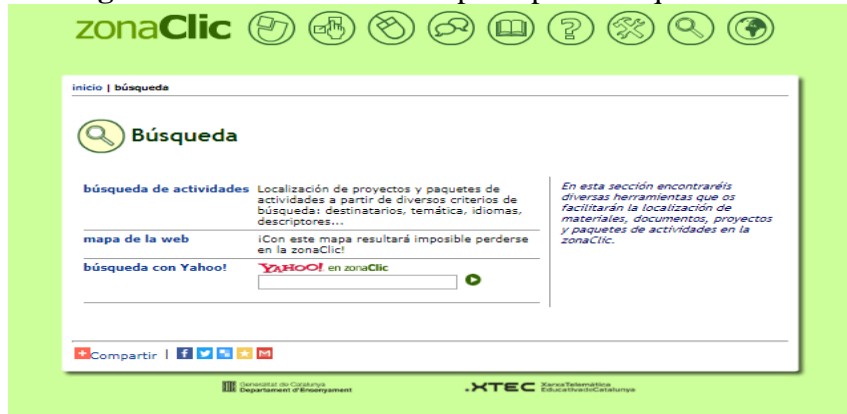 zonaClic
inicio | búsqueda
Búsqueda
búsqueda de actividades
Localización de proyectos y paquetes de
actividades a partir de diversos criterios de
búsqueda: destinatarios, temática, idiomas,
descriptores...
mapa de la web
¡Con este mapa resultará imposible perderse
en la zonaClic!
búsqueda con Yahoo!
YAHOO! en zonaClic
En esta sección encontraréis
diversas herramientas que os
facilitarán la localización de
materiales, documentos, proyectos
y paquetes de actividades en la
zonaClic.
Compartir |
Generalitat de Catalunya
Departament d'Ensenyament
.XTEC
XarxaTelemàtica
EducativadeCatalunya